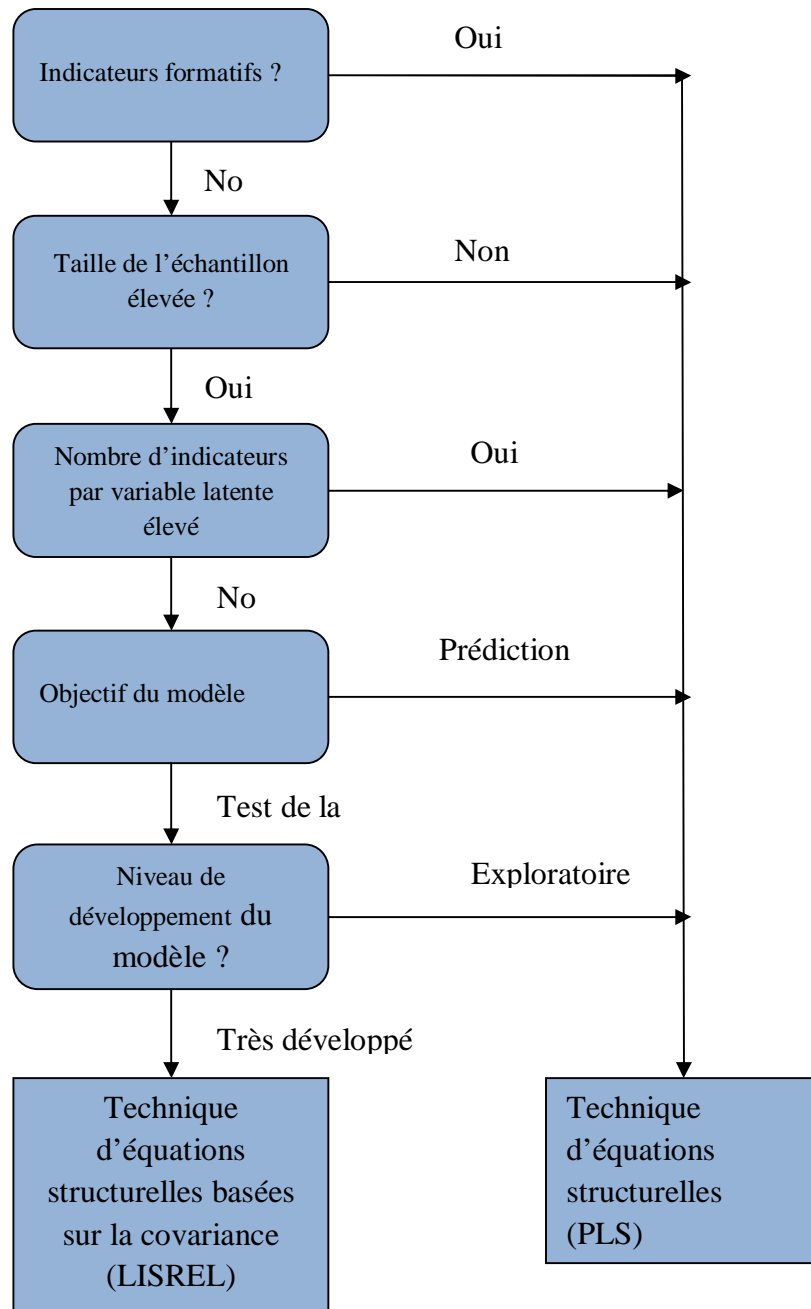 Oui
Indicateurs formatifs ?
No
Taille de l’échantillon
élevée ?
Non
Oui
Nombre d’indicateurs
par variable latente
élevé
Oui
No
Objectif du modèle
Prédiction
Test de la
Niveau de
développement du
modèle ?
Exploratoire
Très développé
Technique
d’équations
structurelles basées
sur la covariance
(LISREL)
Technique
d’équations
structurelles
(PLS)